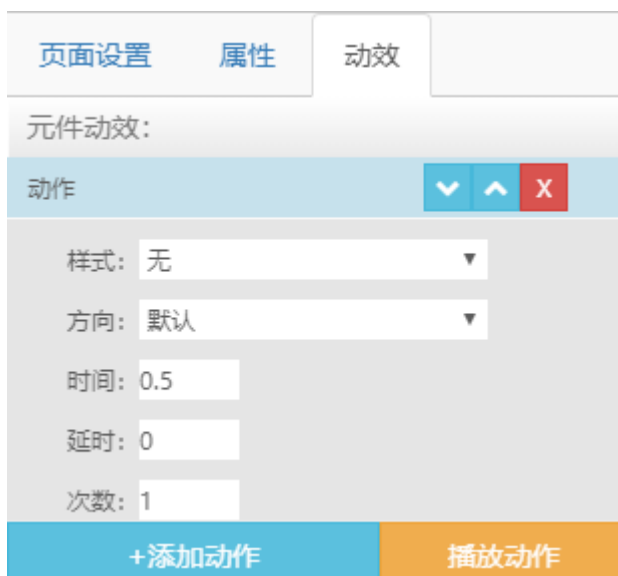 页面设置 属性 动效
元件动效：
动作 X
样式： 无
方向： 默认
时间： 0.5
延时： 0
次数： 1
+添加动作 播放动作